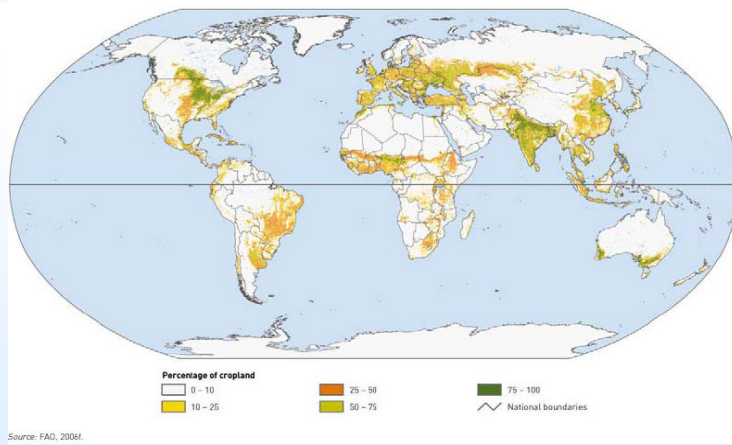 Percentage of cropland
0 – 10
25 – 50
75 – 100
10 – 25
50 – 75
National boundaries
Source: FAO, 2006f.